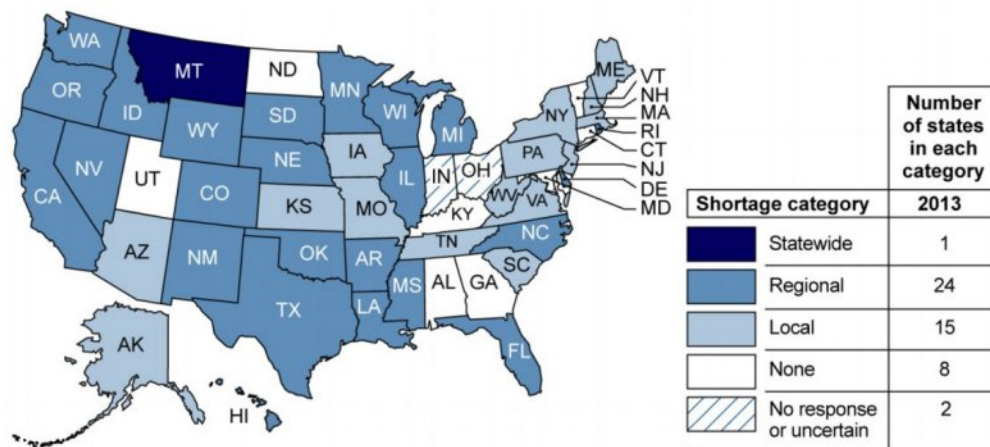 WA
MT
ND
MN
ME
VT
NH
MA
RI
CT
NJ
DE
MD
OR
ID
SD
WI
MI
NY
WY
NE
IA
IL
IN
OH
PA
NV
UT
CO
KS
MO
KY
WV
VA
CA
AZ
NM
OK
AR
TN
NC
SC
TX
LA
MS
AL
GA
FL
AK
HI
Number
of states
in each
category
Shortage category 2013
Statewide 1
Regional 24
Local 15
None 8
No response
or uncertain 2